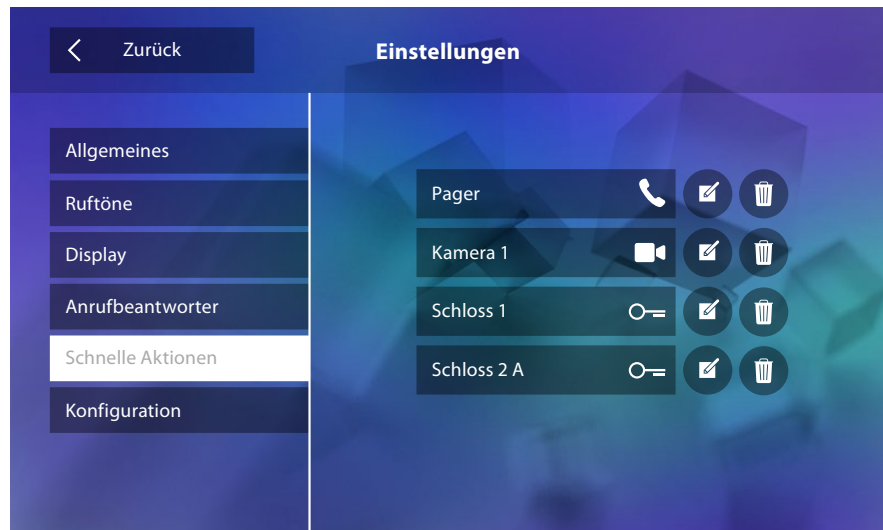 Zurück
Einstellungen
Allgemeines
Ruftöne
Display
Anrufbeantworter
Schnelle Aktionen
Konfiguration
Pager
Kamera 1
Schloss 1
Schloss 2 A